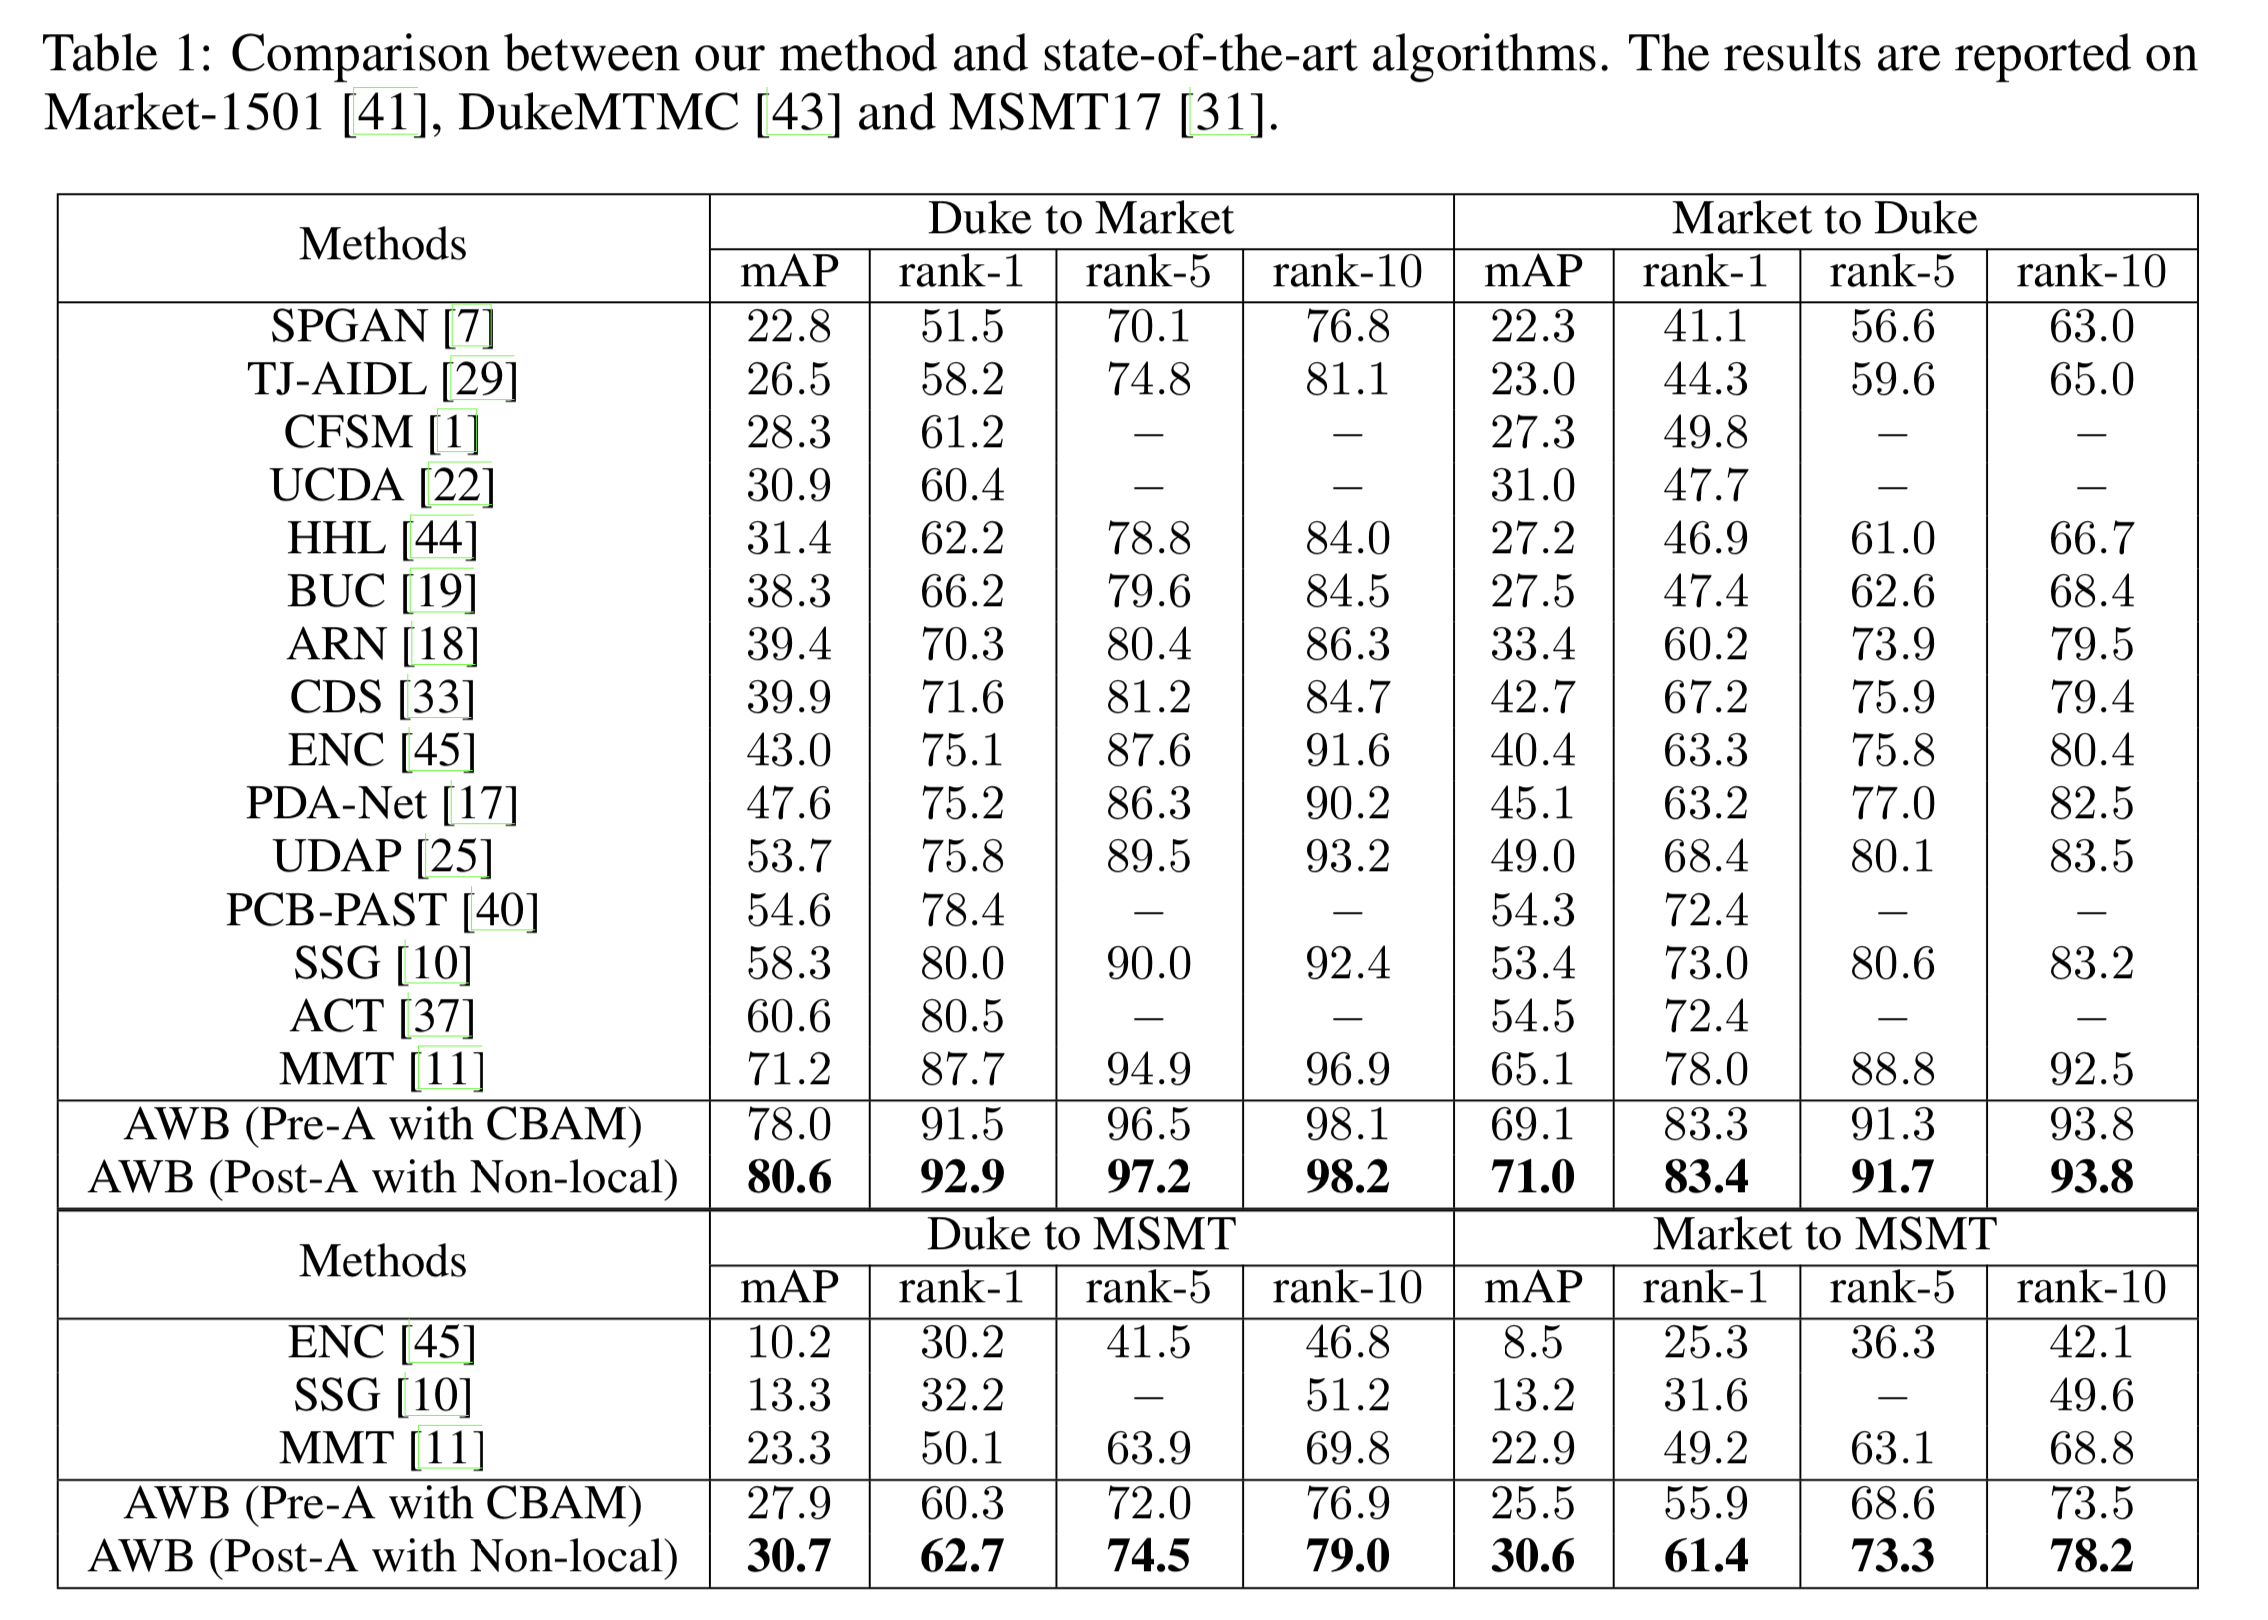 Table 1: Comparison between our method and state-of-the-art algorithms. The results are reported on
Market-1501 [41], DukeMTMC [43] and MSMT17 [31].
Methods Duke to Market Market to Duke
mAP rank-1 rank-5 rank-10 mAP rank-1 rank-5 rank-10
SPGAN [7] 22.8 51.5 70.1 76.8 22.3 41.1 56.6 63.0
TJ-AIDL [29] 26.5 58.2 74.8 81.1 23.0 44.3 59.6 65.0
CFSM [1] 28.3 61.2 – – 27.3 49.8 – –
UCDA [22] 30.9 60.4 – – 31.0 47.7 – –
HHL [44] 31.4 62.2 78.8 84.0 27.2 46.9 61.0 66.7
BUC [19] 38.3 66.2 79.6 84.5 27.5 47.4 62.6 68.4
ARN [18] 39.4 70.3 80.4 86.3 33.4 60.2 73.9 79.5
CDS [33] 39.9 71.6 81.2 84.7 42.7 67.2 75.9 79.4
ENC [45] 43.0 75.1 87.6 91.6 40.4 63.3 75.8 80.4
PDA-Net [17] 47.6 75.2 86.3 90.2 45.1 63.2 77.0 82.5
UDAP [25] 53.7 75.8 89.5 93.2 49.0 68.4 80.1 83.5
PCB-PAST [40] 54.6 78.4 – – 54.3 72.4 – –
SSG [10] 58.3 80.0 90.0 92.4 53.4 73.0 80.6 83.2
ACT [37] 60.6 80.5 – – 54.5 72.4 – –
MMT [11] 71.2 87.7 94.9 96.9 65.1 78.0 88.8 92.5
AWB (Pre-A with CBAM) 78.0 91.5 96.5 98.1 69.1 83.3 91.3 93.8
AWB (Post-A with Non-local) 80.6 92.9 97.2 98.2 71.0 83.4 91.7 93.8
Methods Duke to MSMT Market to MSMT
mAP rank-1 rank-5 rank-10 mAP rank-1 rank-5 rank-10
ENC [45] 10.2 30.2 41.5 46.8 8.5 25.3 36.3 42.1
SSG [10] 13.3 32.2 – 51.2 13.2 31.6 – 49.6
MMT [11] 23.3 50.1 63.9 69.8 22.9 49.2 63.1 68.8
AWB (Pre-A with CBAM) 27.9 60.3 72.0 76.9 25.5 55.9 68.6 73.5
AWB (Post-A with Non-local) 30.7 62.7 74.5 79.0 30.6 61.4 73.3 78.2